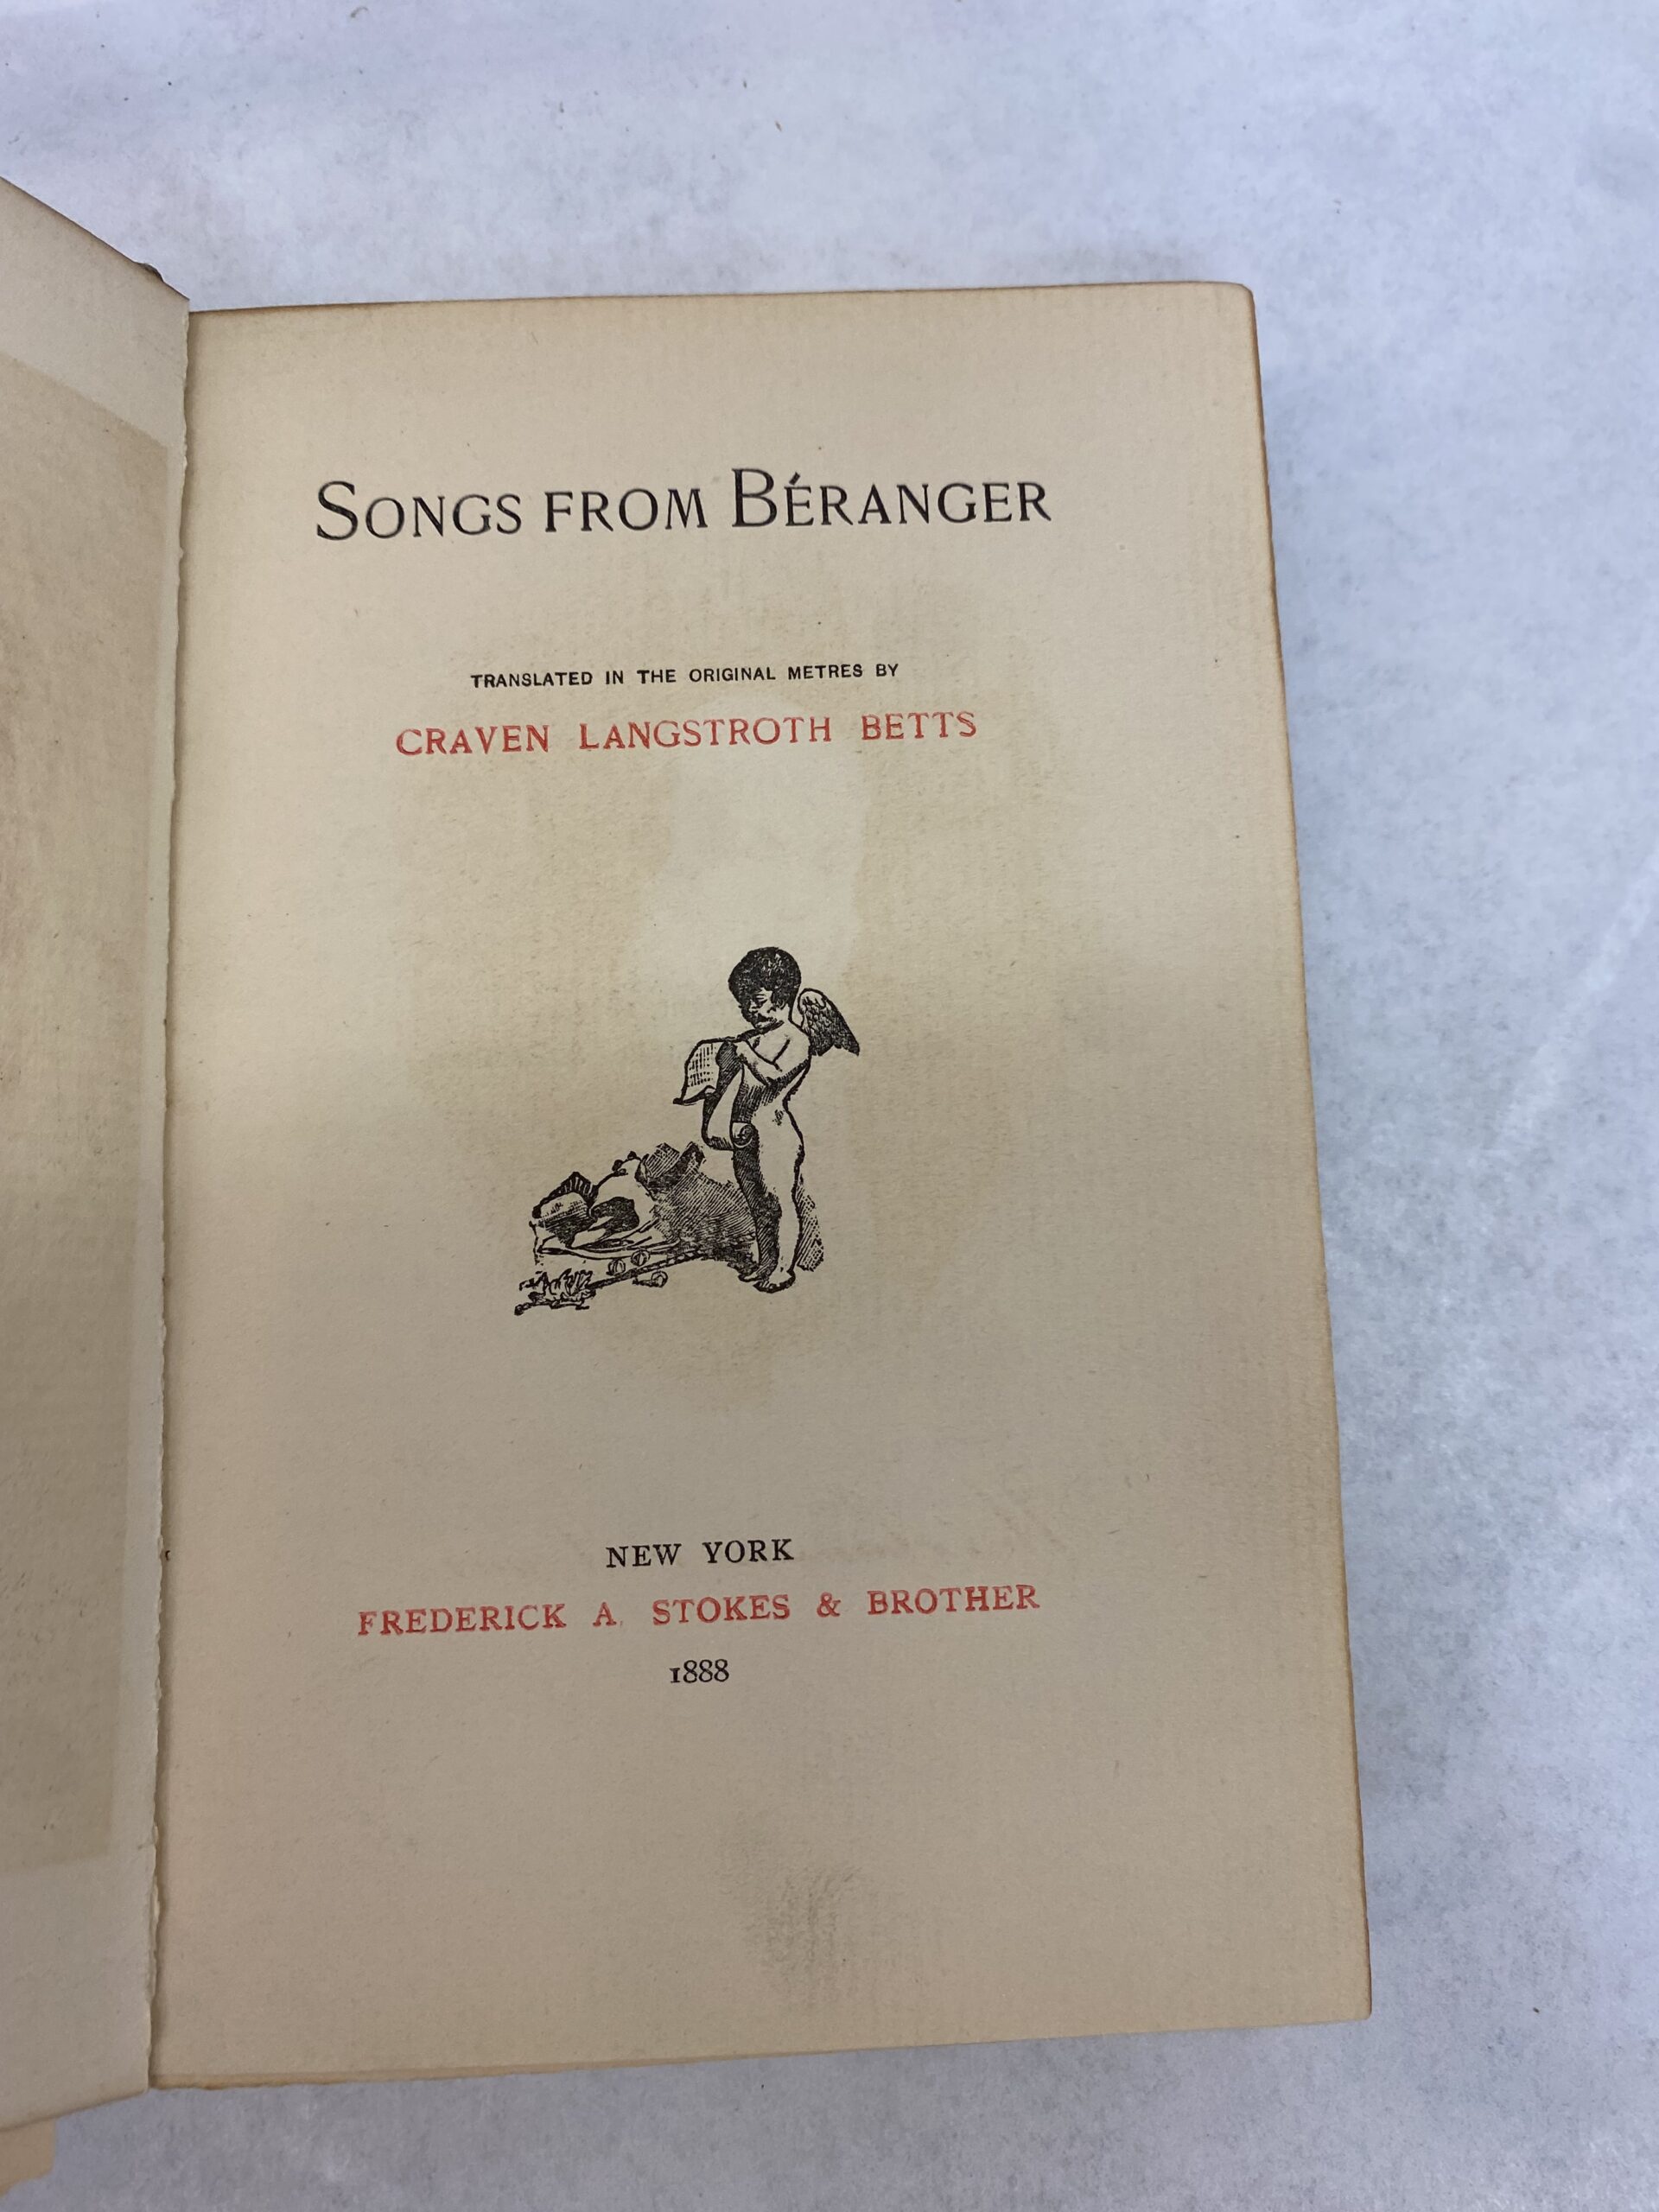 SONGS FROM BÉRANGER
TRANSLATED IN THE ORIGINAL METRES BY
CRAVEN LANGSTROTH BETTS
NEW YORK
FREDERICK A. STOKES & BROTHER
1888